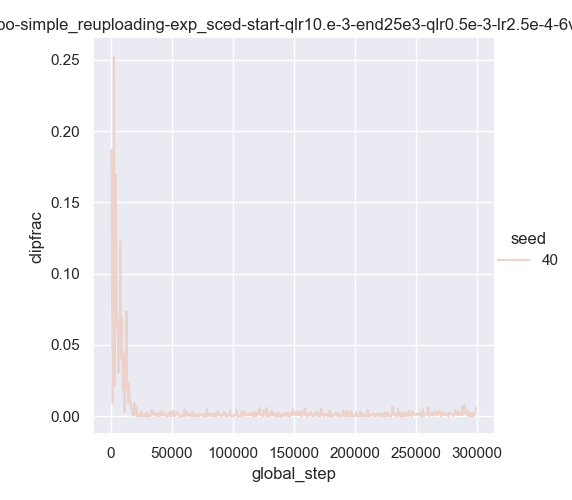 po-simple_reuploading-exp_sced-start-qlr10.e-3-end25e3-qlr0.5e-3-lr2.5e-4-6v
0.25
0.20
0.15
0.10
0.05
0.00
clipfrac
0 50000 100000 150000 200000 250000 300000
global_step
seed
40